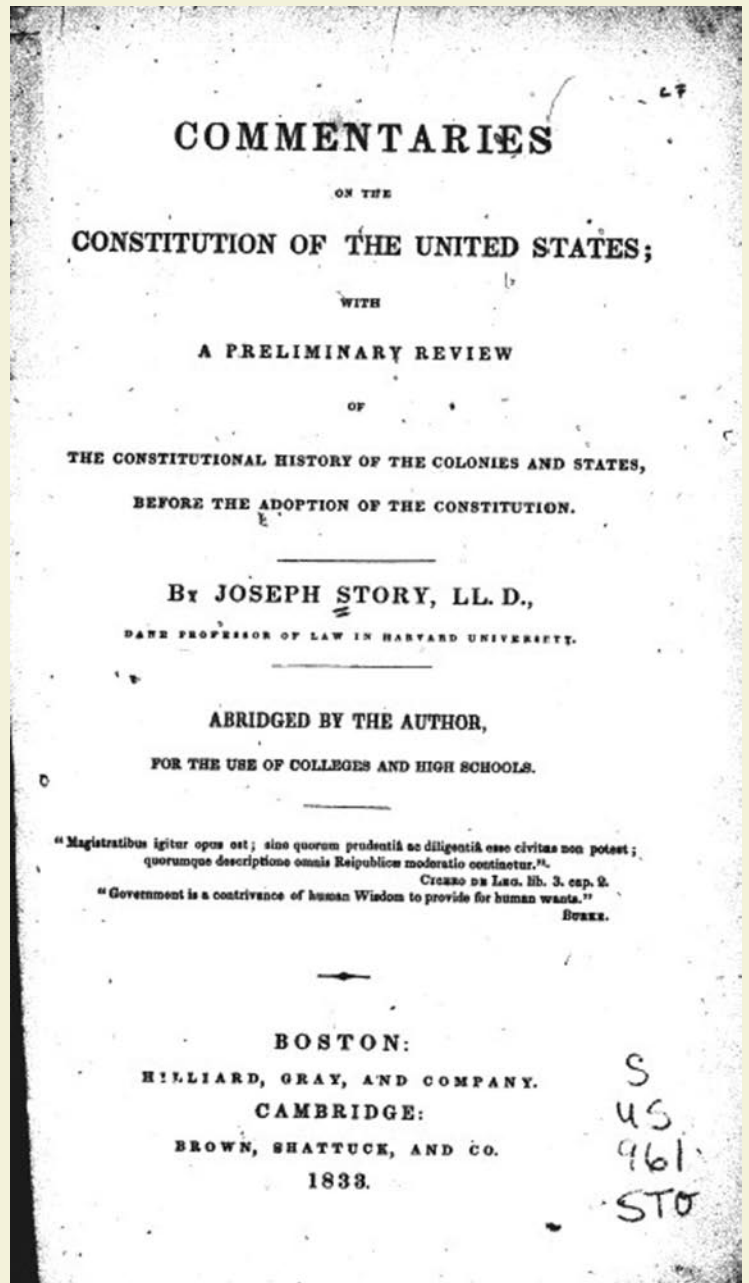 COMMENTARIES
ON THE
CONSTITUTION OF THE UNITED STATES;
WITH
A PRELIMINARY REVIEW
OF
THE CONSTITUTIONAL HISTORY OF THE COLONIES AND STATES,
BEFORE THE ADOPTION OF THE CONSTITUTION.
By JOSEPH STORY, LL. D.,
DANE PROFESSOR OF LAW IN HARVARD UNIVERSITY.
ABRIDGED BY THE AUTHOR,
FOR THE USE OF COLLEGES AND HIGH SCHOOLS.
"Magistratibus igitur opus est; sine quorum prudentiâ ac diligentiâ esse civitas non potest;
quorumque descriptione omnis Reipublicæ moderatio continetur."
CICERO DE LEG. lib. 3. cap. 2.
"Government is a contrivance of human Wisdom to provide for human wants."
BURKE.
BOSTON:
HILLIARD, GRAY, AND COMPANY.
CAMBRIDGE:
BROWN, SHATTUCK, AND CO.
1833.
S
US
961
STO